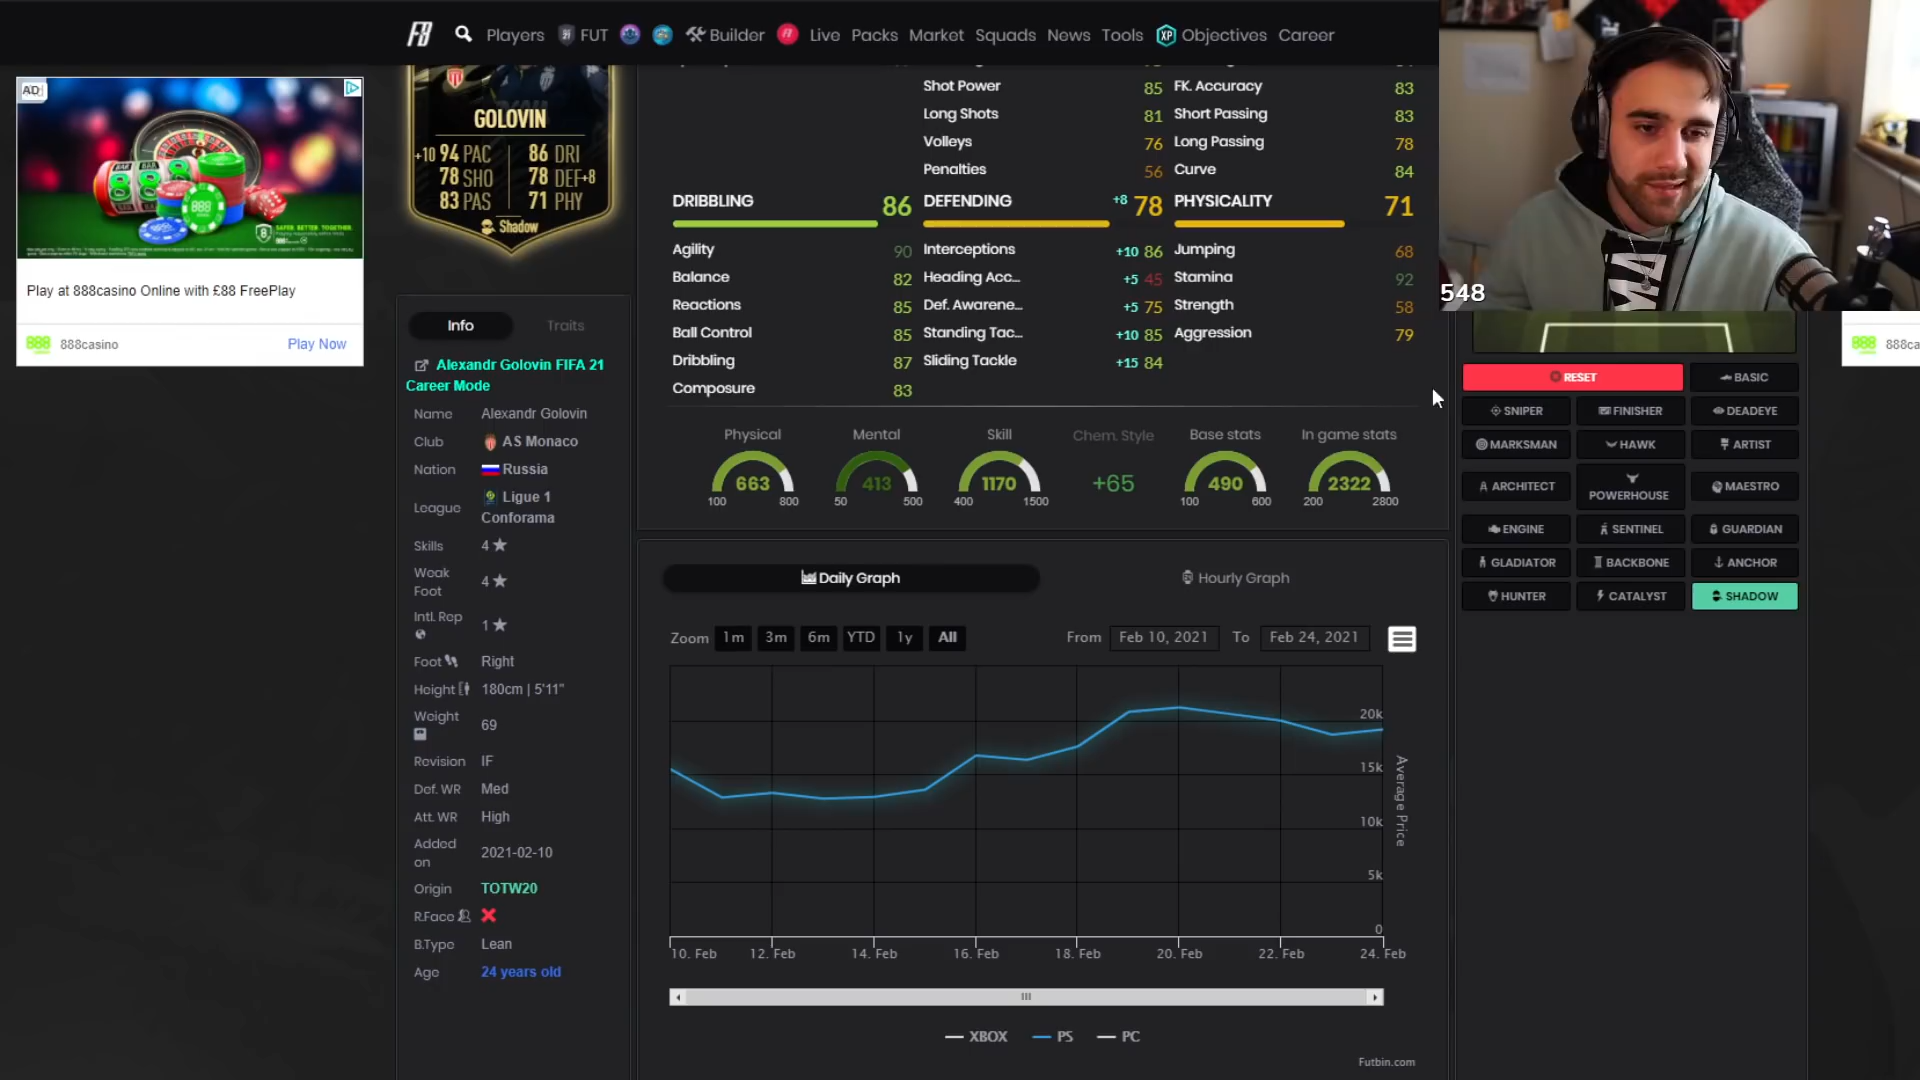 FB Players FUT Builder Live Packs Market Squads News Tools XP Objectives Career
AD
888
SAFER. BETTER. TOGETHER.
Play at 888casino Online with £88 FreePlay
888 888casino Play Now
GOLOVIN
+10 94 PAC 86 DRI
78 SHO 78 DEF+8
83 PAS 71 PHY
Shadow
Info Traits
Alexandr Golovin FIFA 21
Career Mode
Name Alexandr Golovin
Club AS Monaco
Nation Russia
League Ligue 1
Conforama
Skills 4
Weak
Foot 4
Intl. Rep 1
Foot Right
Height 180cm | 5'11"
Weight 69
Revision IF
Def. WR Med
Att. WR High
Added
on 2021-02-10
Origin TOTW20
R.Face
B.Type Lean
Age 24 years old
Shot Power 85 FK. Accuracy 83
Long Shots 81 Short Passing 83
Volleys 76 Long Passing 78
Penalties 56 Curve 84
DRIBBLING 86 DEFENDING +8 78 PHYSICALITY 71
Agility 90 Interceptions +10 86 Jumping 68
Balance 82 Heading Acc... +5 45 Stamina 92
Reactions 85 Def. Awarene... +5 75 Strength 58
Ball Control 85 Standing Tac... +10 85 Aggression 79
Dribbling 87 Sliding Tackle +15 84
Composure 83
Physical Mental Skill Chem. Style Base stats In game stats
663 413 1170 +65 490 2322
100 800 50 500 400 1500 100 600 200 2800
Daily Graph Hourly Graph
Zoom 1m 3m 6m YTD 1y All From Feb 10, 2021 To Feb 24, 2021
20k
15k
10k
5k
0
Average Price
10. Feb 12. Feb 14. Feb 16. Feb 18. Feb 20. Feb 22. Feb 24. Feb
XBOX PS PC
Futbin.com
548
888 888ca
RESET BASIC
SNIPER FINISHER DEADEYE
MARKSMAN HAWK ARTIST
ARCHITECT POWERHOUSE MAESTRO
ENGINE SENTINEL GUARDIAN
GLADIATOR BACKBONE ANCHOR
HUNTER CATALYST SHADOW